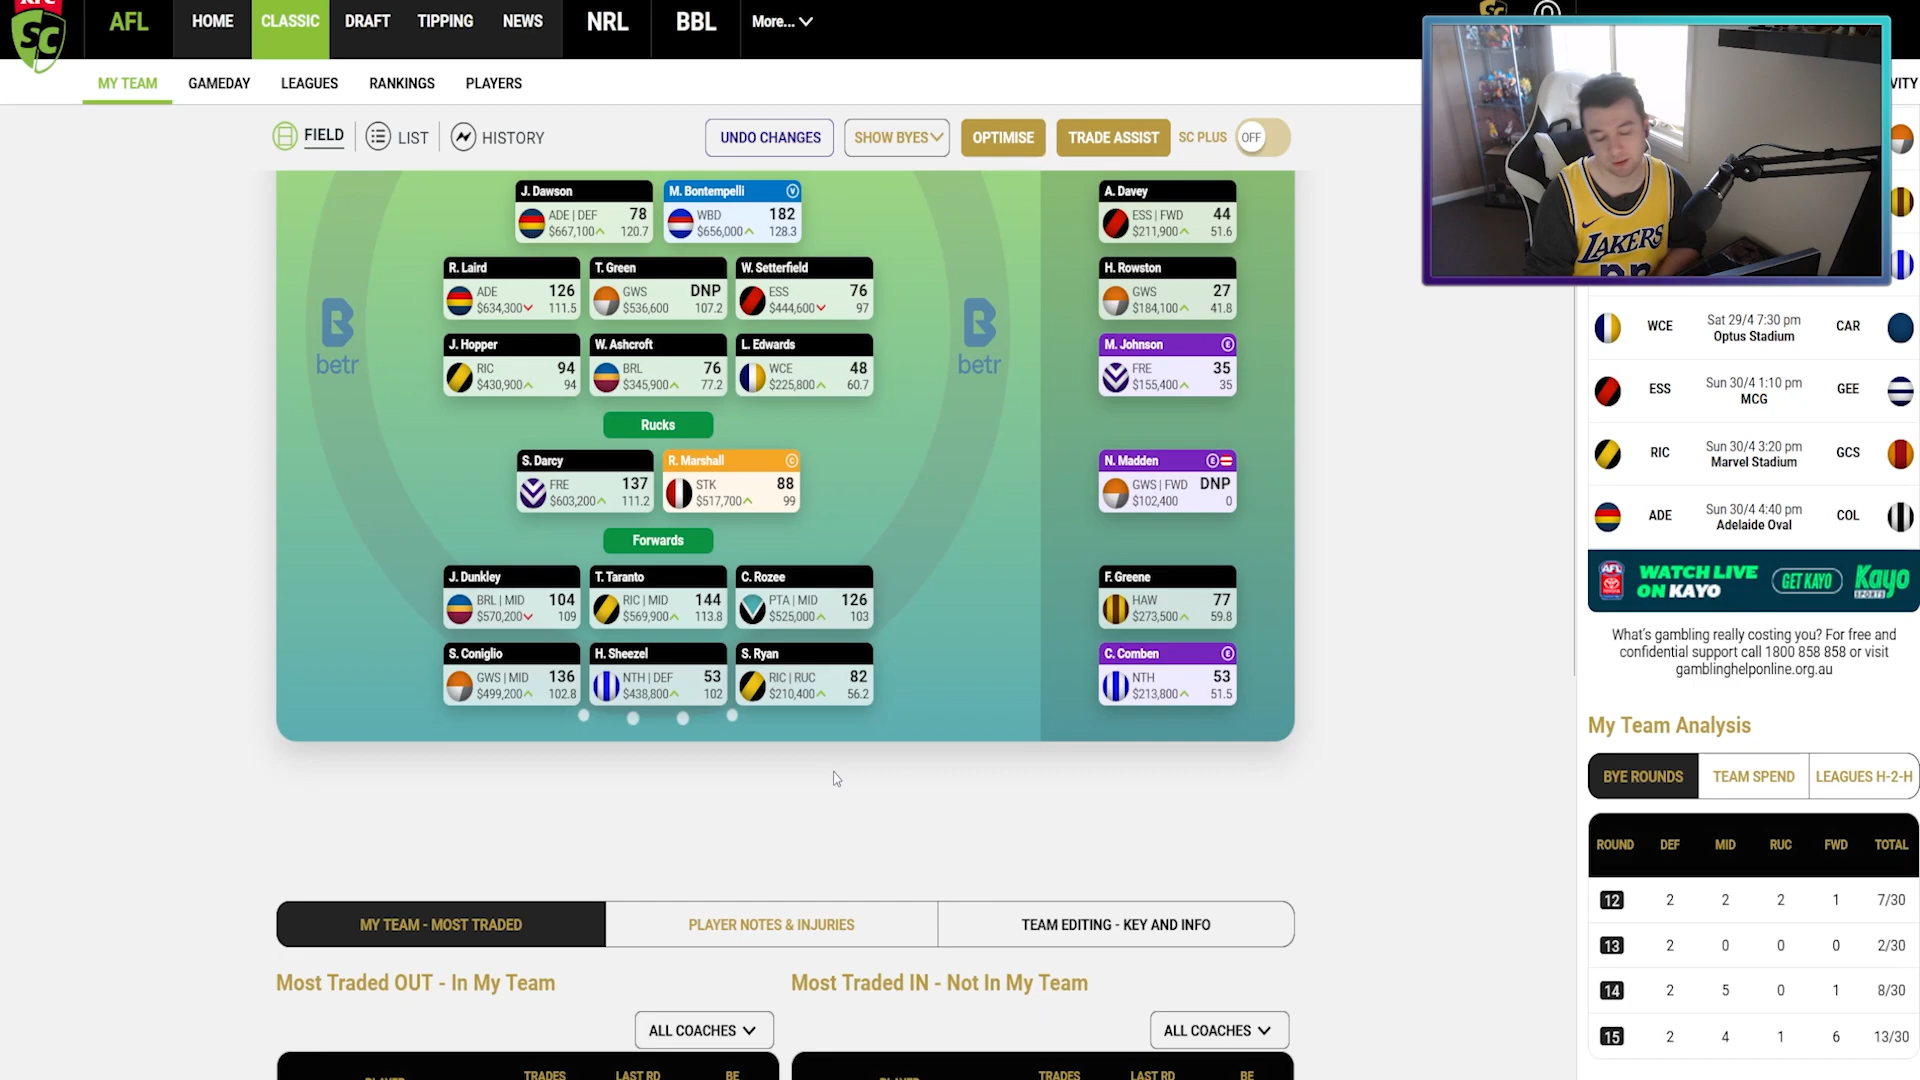 KFC
SC
AFL
HOME
CLASSIC
DRAFT
TIPPING
NEWS
NRL
BBL
More...
MY TEAM
GAMEDAY
LEAGUES
RANKINGS
PLAYERS
VITY
FIELD
LIST
HISTORY
UNDO CHANGES
SHOW BYES
OPTIMISE
TRADE ASSIST
SC PLUS
OFF
J. Dawson
ADE | DEF 78
$667,100 120.7
M. Bontempelli V
WBD 182
$656,000 128.3
A. Davey
ESS | FWD 44
$211,900 51.6
R. Laird
ADE 126
$634,300 111.5
T. Green
GWS DNP
$536,600 107.2
W. Setterfield
ESS 76
$444,600 97
H. Rowston
GWS 27
$184,100 41.8
J. Hopper
RIC 94
$430,900 94
W. Ashcroft
BRL 76
$345,900 77.2
L. Edwards
WCE 48
$225,800 60.7
M. Johnson E
FRE 35
$155,400 35
B
betr
B
betr
Rucks
S. Darcy
FRE 137
$603,200 111.2
R. Marshall C
STK 88
$517,700 99
N. Madden E
GWS | FWD DNP
$102,400 0
Forwards
J. Dunkley
BRL | MID 104
$570,200 109
T. Taranto
RIC | MID 144
$569,900 113.8
C. Rozee
PTA | MID 126
$525,000 103
F. Greene
HAW 77
$273,500 59.8
S. Coniglio
GWS | MID 136
$499,200 102.8
H. Sheezel
NTH | DEF 53
$438,800 102
S. Ryan
RIC | RUC 82
$210,400 56.2
C. Comben E
NTH 53
$213,800 51.5
MY TEAM - MOST TRADED
PLAYER NOTES & INJURIES
TEAM EDITING - KEY AND INFO
Most Traded OUT - In My Team
Most Traded IN - Not In My Team
ALL COACHES
ALL COACHES
PLAYER TRADES LAST RD BE
PLAYER TRADES LAST RD BE
LAKERS
WCE Sat 29/4 7:30 pm CAR
Optus Stadium
ESS Sun 30/4 1:10 pm GEE
MCG
RIC Sun 30/4 3:20 pm GCS
Marvel Stadium
ADE Sun 30/4 4:40 pm COL
Adelaide Oval
AFL
WATCH LIVE
ON KAYO
GET KAYO
Kayo
SPORTS
What's gambling really costing you? For free and
confidential support call 1800 858 858 or visit
gamblinghelponline.org.au
My Team Analysis
BYE ROUNDS
TEAM SPEND
LEAGUES H-2-H
ROUND DEF MID RUC FWD TOTAL
12 2 2 2 1 7/30
13 2 0 0 0 2/30
14 2 5 0 1 8/30
15 2 4 1 6 13/30